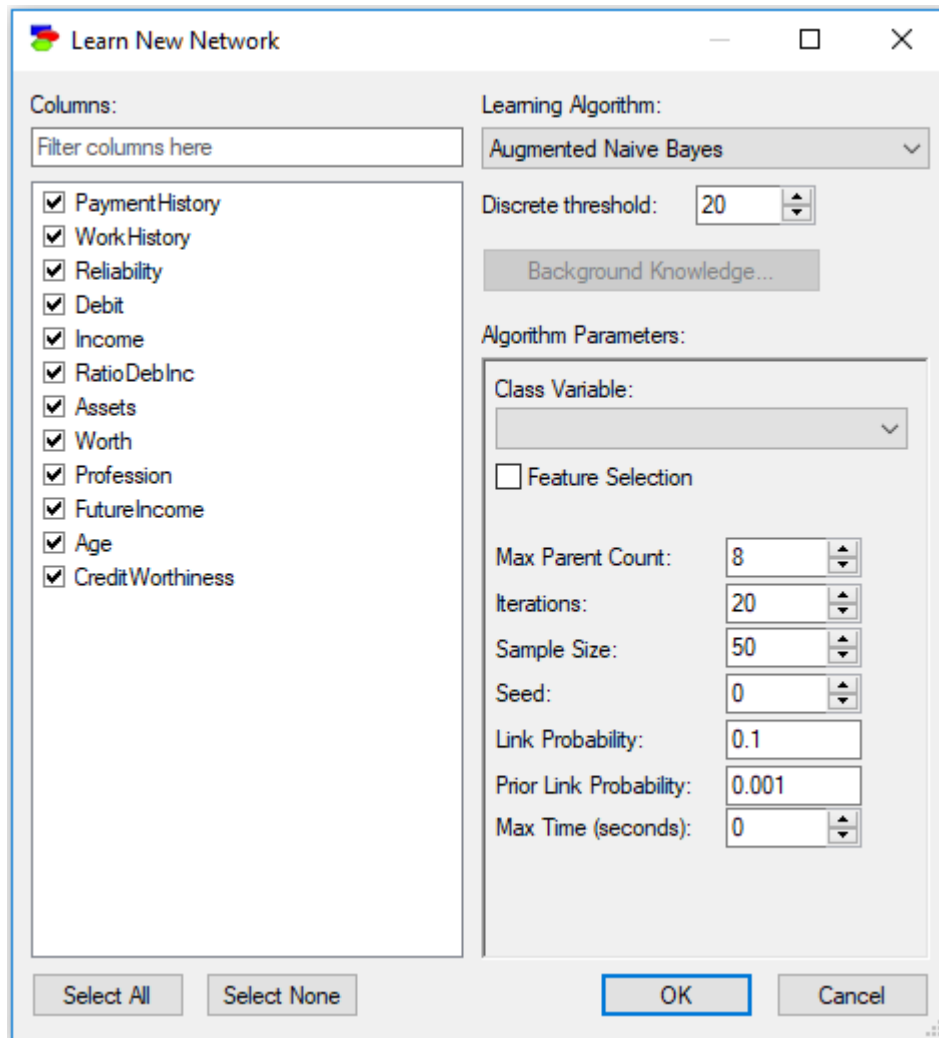 Learn New Network
Columns:
Filter columns here
PaymentHistory
WorkHistory
Reliability
Debit
Income
RatioDebInc
Assets
Worth
Profession
FutureIncome
Age
CreditWorthiness
Select All
Select None
Learning Algorithm:
Augmented Naive Bayes
Discrete threshold: 20
Background Knowledge...
Algorithm Parameters:
Class Variable:
Feature Selection
Max Parent Count: 8
Iterations: 20
Sample Size: 50
Seed: 0
Link Probability: 0.1
Prior Link Probability: 0.001
Max Time (seconds): 0
OK
Cancel